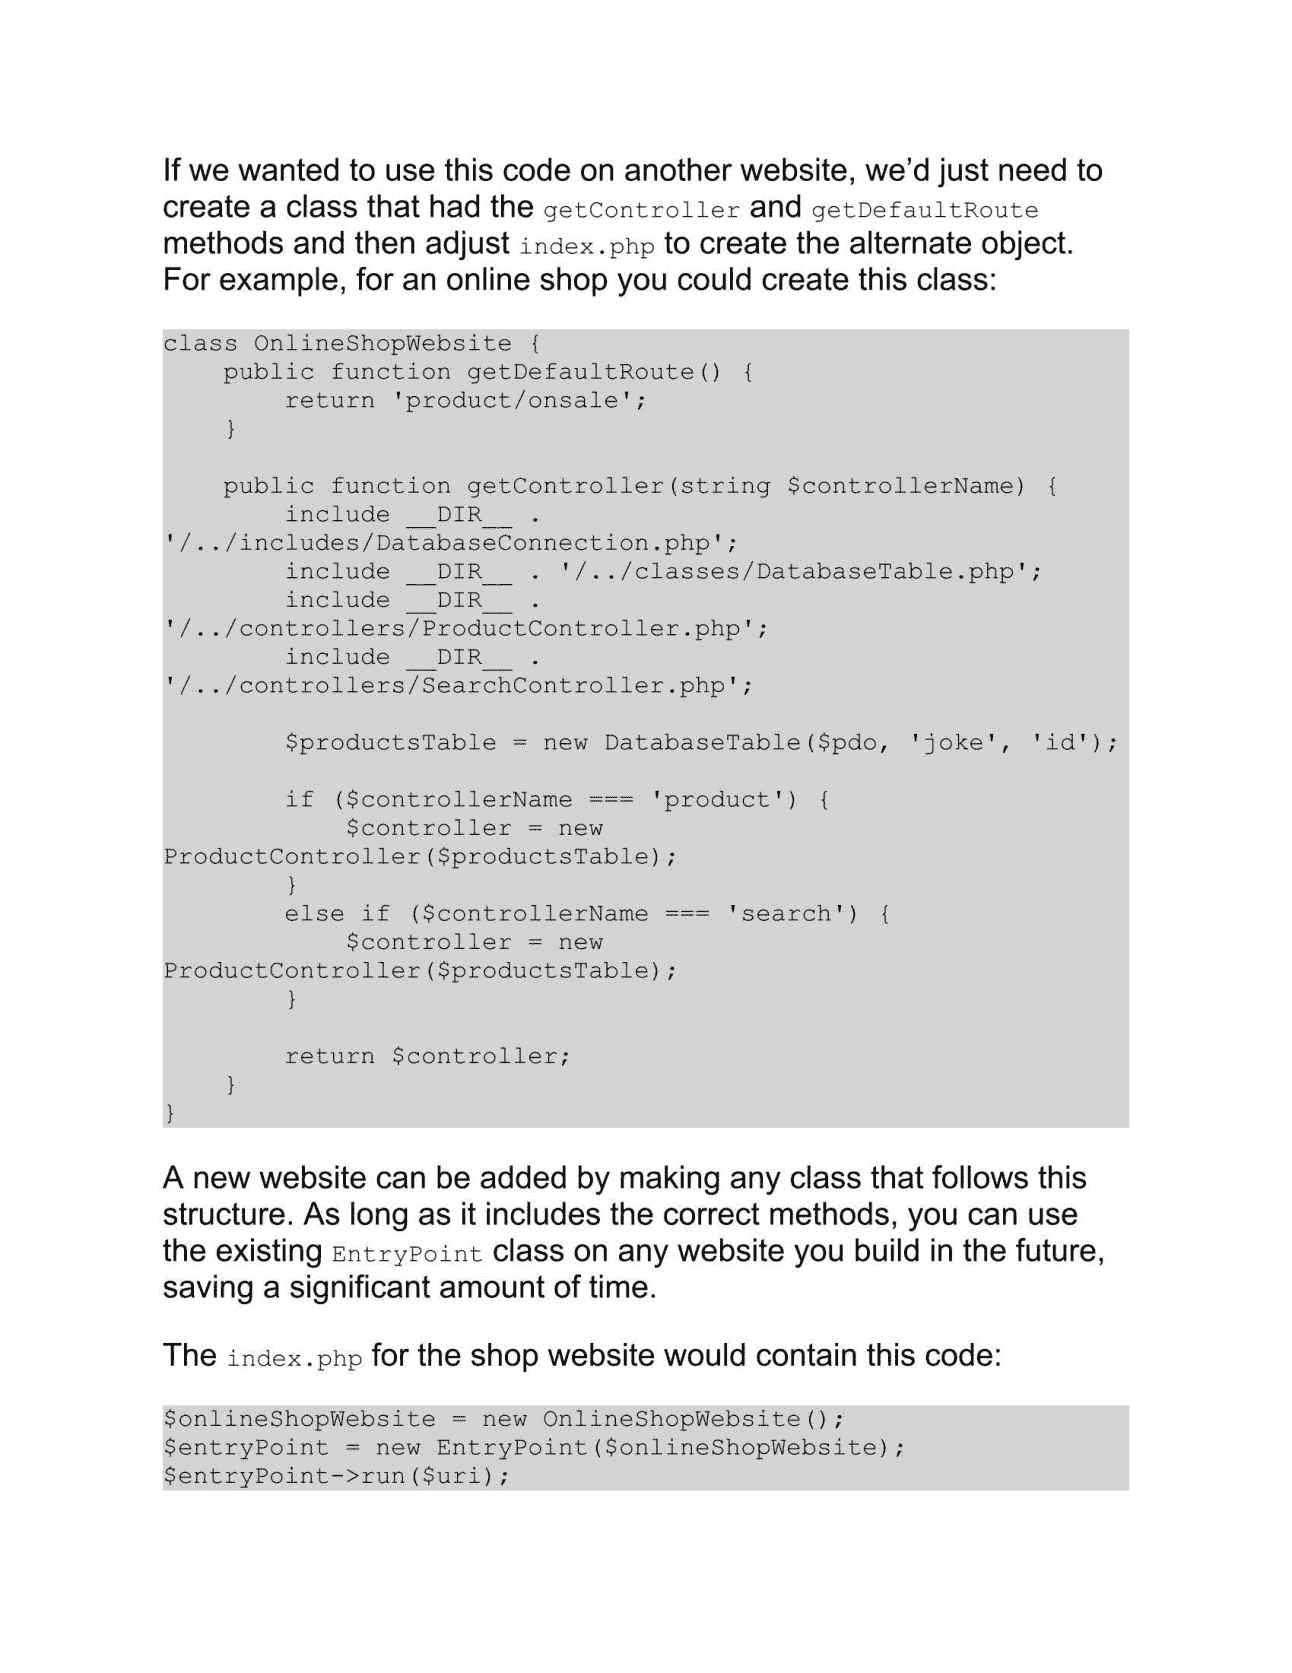 If we wanted to use this code on another website, we’d just need to
create a class that had the getController and getDefaultRoute
methods and then adjust index.php to create the alternate object.
For example, for an online shop you could create this class:
class OnlineShopWebsite {
    public function getDefaultRoute() {
        return 'product/onsale';
    }
    public function getController(string $controllerName) {
        include __DIR__ .
'/../includes/DatabaseConnection.php';
        include __DIR__ . '/../classes/DatabaseTable.php';
        include __DIR__ .
'/../controllers/ProductController.php';
        include __DIR__ .
'/../controllers/SearchController.php';
        $productsTable = new DatabaseTable($pdo, 'joke', 'id');
        if ($controllerName === 'product') {
            $controller = new
ProductController($productsTable);
        }
        else if ($controllerName === 'search') {
            $controller = new
ProductController($productsTable);
        }
        return $controller;
    }
}
A new website can be added by making any class that follows this
structure. As long as it includes the correct methods, you can use
the existing EntryPoint class on any website you build in the future,
saving a significant amount of time.
The index.php for the shop website would contain this code:
$onlineShopWebsite = new OnlineShopWebsite();
$entryPoint = new EntryPoint($onlineShopWebsite);
$entryPoint->run($uri);